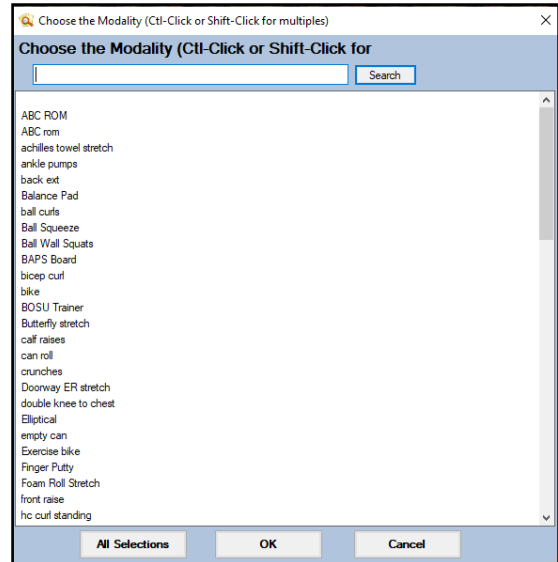 Choose the Modality (Ctl-Click or Shift-Click for multiples)
Choose the Modality (Ctl-Click or Shift-Click for
Search
ABC ROM
ABC rom
achilles towel stretch
ankle pumps
back ext
Balance Pad
ball curls
Ball Squeeze
Ball Wall Squats
BAPS Board
bicep curl
bike
BOSU Trainer
Butterfly stretch
calf raises
can roll
crunches
Doorway ER stretch
double knee to chest
Elliptical
empty can
Exercise bike
Finger Putty
Foam Roll Stretch
front raise
hc curl standing
All Selections OK Cancel